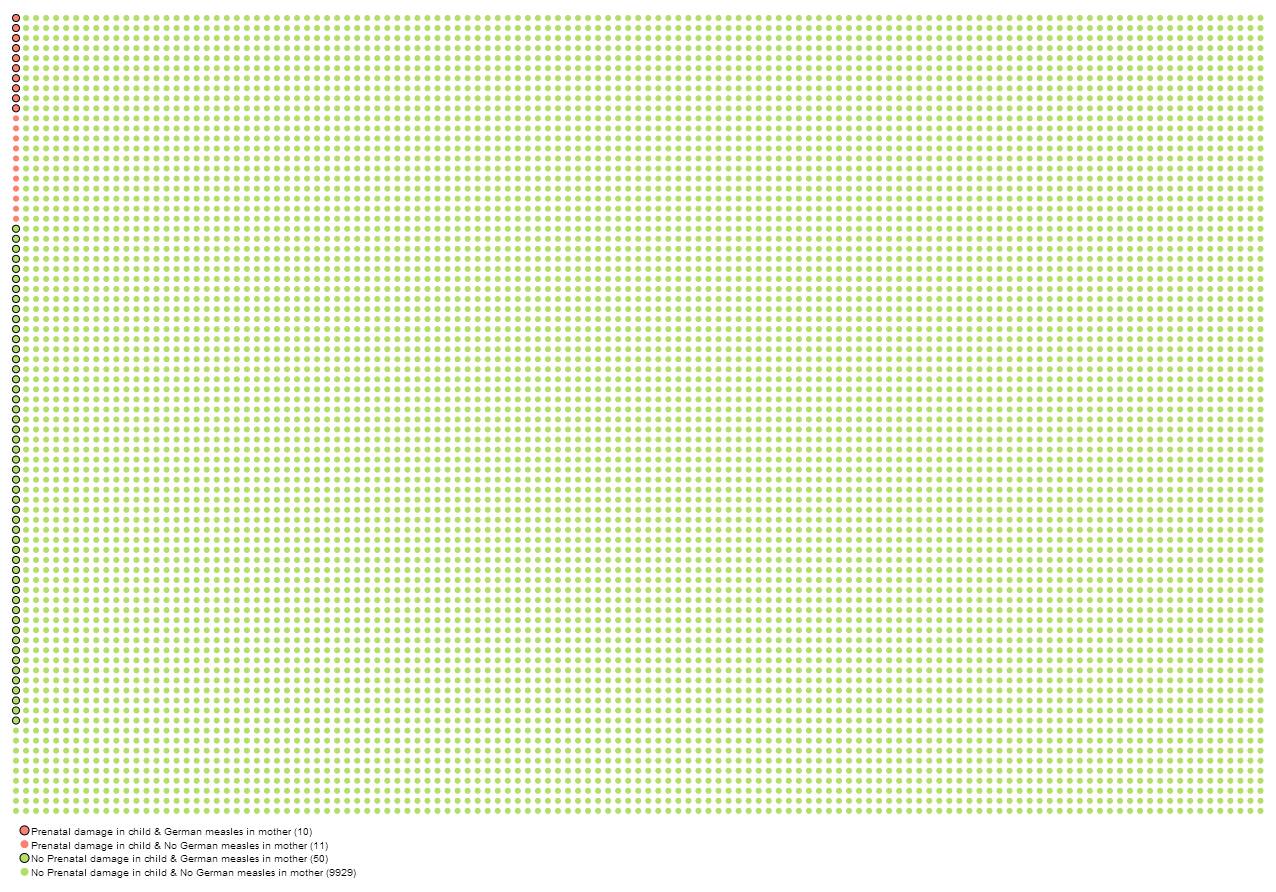 Prenatal damage in child & German measles in mother (10)
Prenatal damage in child & No German measles in mother (11)
No Prenatal damage in child & German measles in mother (50)
No Prenatal damage in child & No German measles in mother (9929)